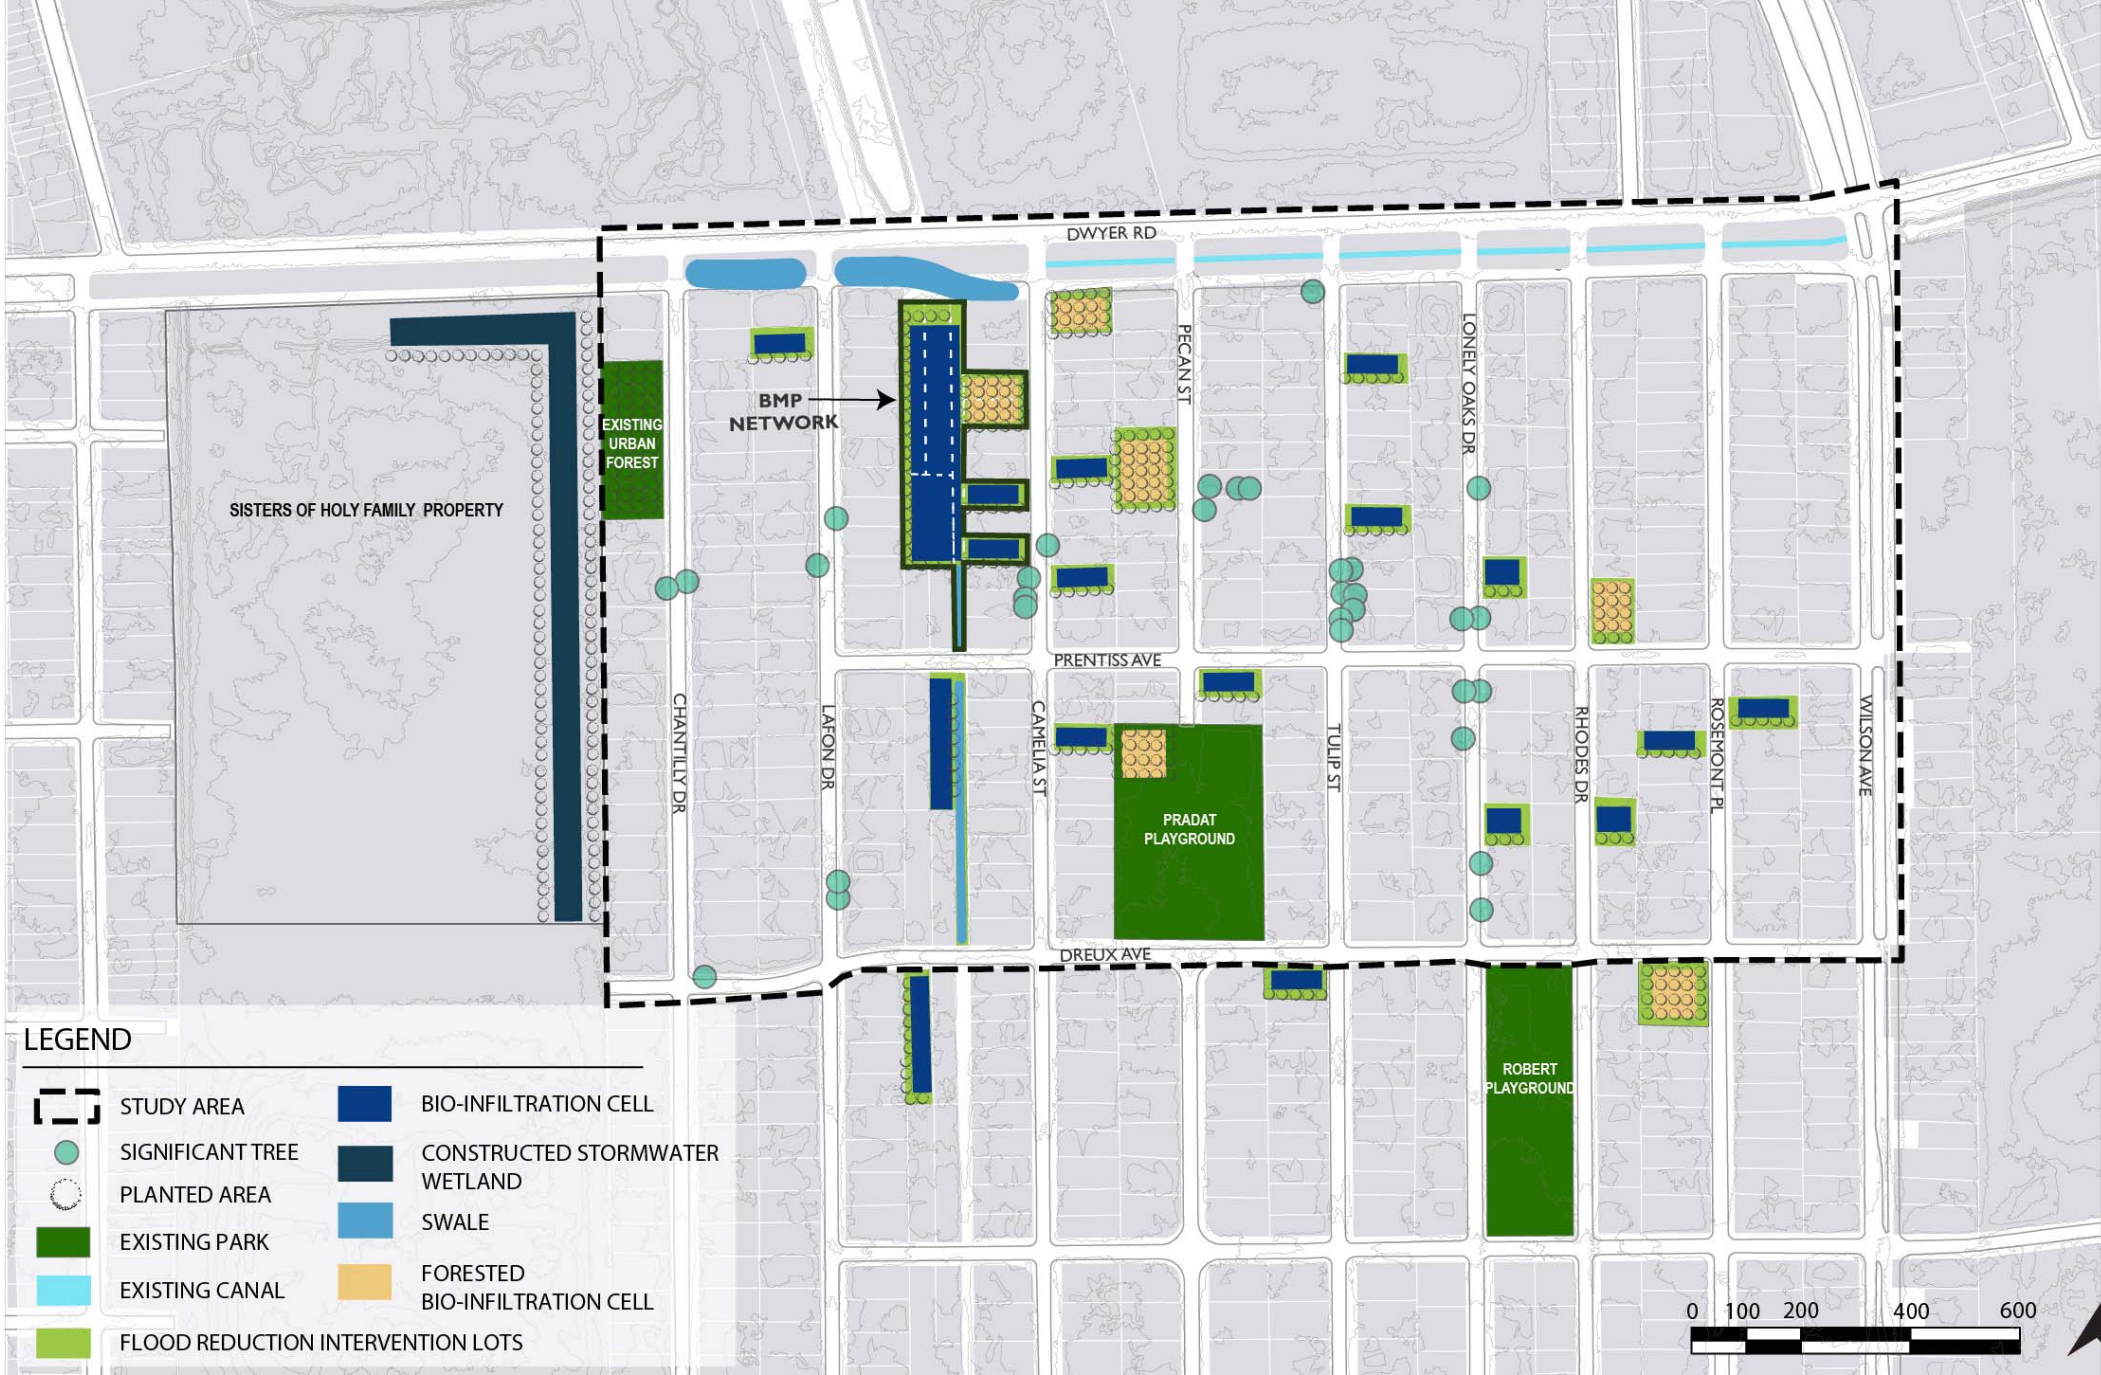 DWYER RD
PECAN ST
LONELY OAKS DR
BMP
NETWORK
EXISTING
URBAN
FOREST
SISTERS OF HOLY FAMILY PROPERTY
PRENTISS AVE
CHANTILLY DR
LAFON DR
CAMELIA ST
TULIP ST
RHODES DR
ROSEMONT PL
WILSON AVE
PRADAT
PLAYGROUND
DREUX AVE
ROBERT
PLAYGROUND
LEGEND
STUDY AREA
SIGNIFICANT TREE
PLANTED AREA
EXISTING PARK
EXISTING CANAL
FLOOD REDUCTION INTERVENTION LOTS
BIO-INFILTRATION CELL
CONSTRUCTED STORMWATER
WETLAND
SWALE
FORESTED
BIO-INFILTRATION CELL
0 100 200 400 600